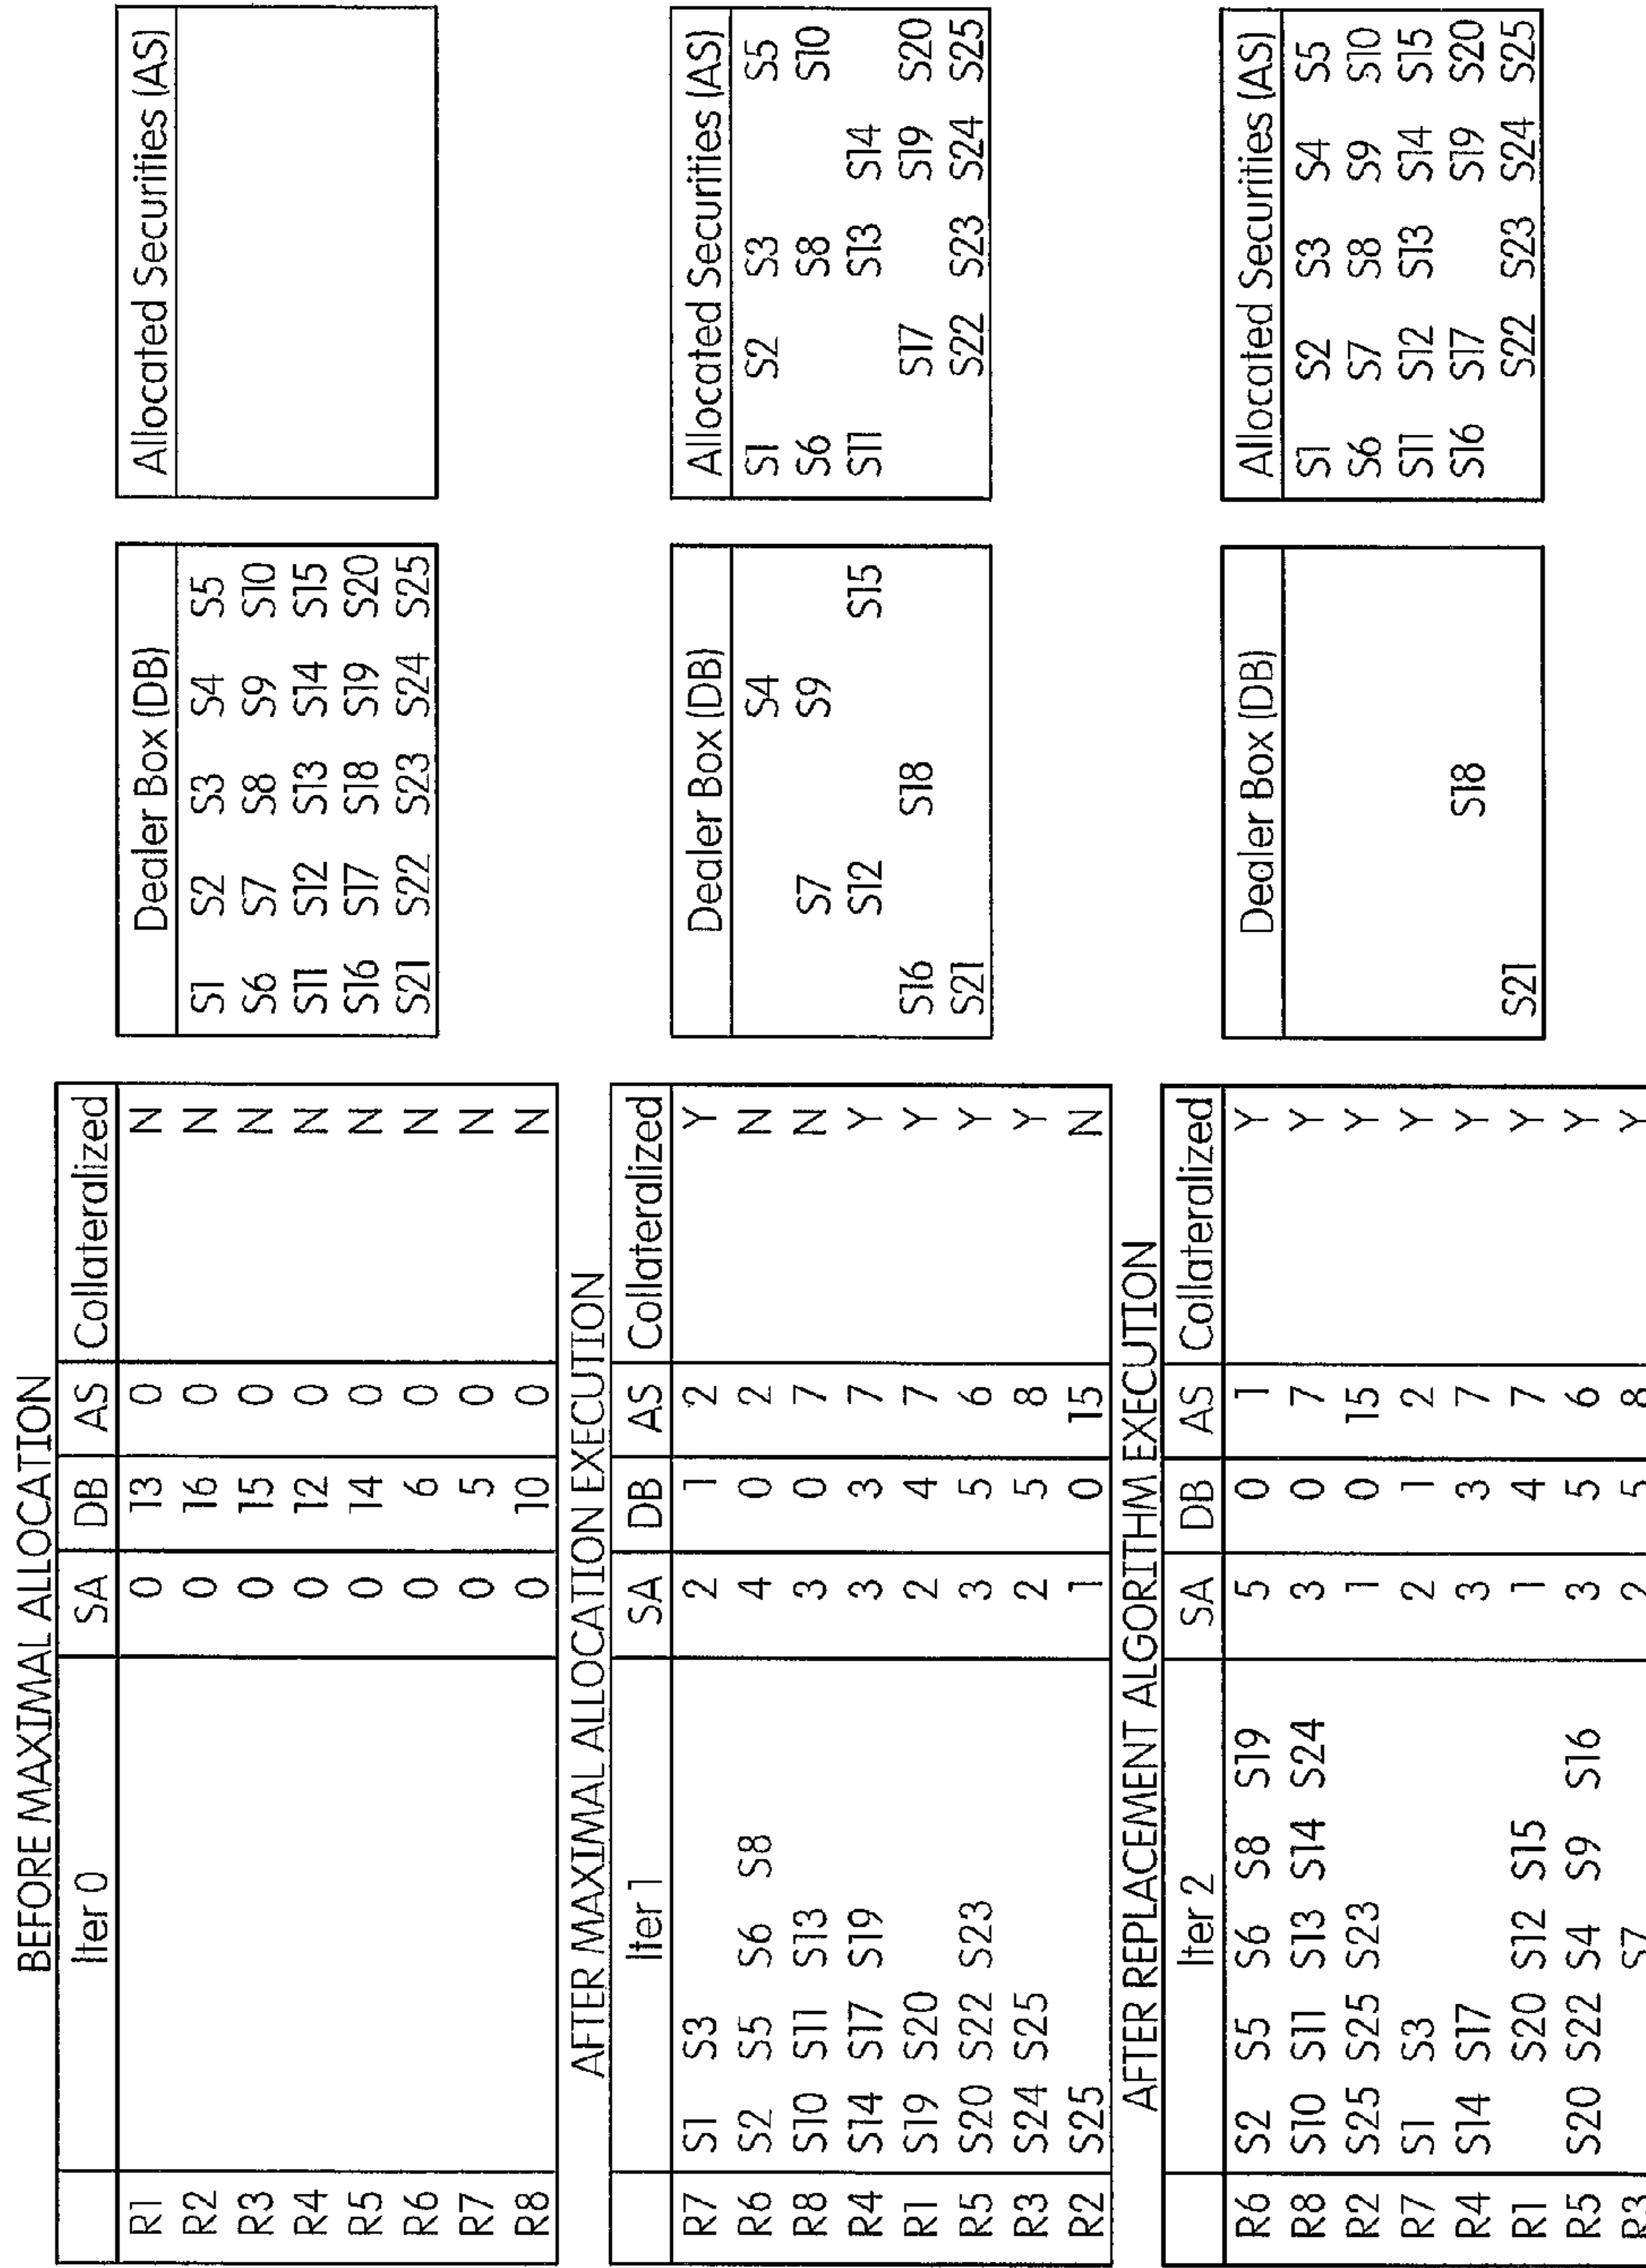 BEFORE MAXIMAL ALLOCATION
Iter 0 SA DB AS Collateralized
R1 0 13 0 N
R2 0 16 0 N
R3 0 15 0 N
R4 0 12 0 N
R5 0 14 0 N
R6 0 6 0 N
R7 0 5 0 N
R8 0 10 0 N
Dealer Box (DB)
S1 S2 S3 S4 S5
S6 S7 S8 S9 S10
S11 S12 S13 S14 S15
S16 S17 S18 S19 S20
S21 S22 S23 S24 S25
Allocated Securities (AS)
AFTER MAXIMAL ALLOCATION EXECUTION
Iter 1 SA DB AS Collateralized
R7 S1 S3 2 1 2 Y
R6 S2 S5 S6 S8 4 0 2 N
R8 S10 S11 S13 3 0 7 N
R4 S14 S17 S19 3 3 7 Y
R1 S19 S20 2 4 7 Y
R5 S20 S22 S23 3 5 6 Y
R3 S24 S25 2 5 8 Y
R2 S25 1 0 15 N
Dealer Box (DB)
S4
S7 S9
S12 S15
S16 S18
S21
Allocated Securities (AS)
S1 S2 S3 S5
S6 S8 S10
S11 S13 S14
S17 S19 S20
S22 S23 S24 S25
AFTER REPLACEMENT ALGORITHM EXECUTION
Iter 2 SA DB AS Collateralized
R6 S2 S5 S6 S8 S19 5 0 1 Y
R8 S10 S11 S13 S14 S24 3 0 7 Y
R2 S25 S25 S23 1 0 15 Y
R7 S1 S3 2 1 2 Y
R4 S14 S17 3 3 7 Y
R1 S20 S12 S15 1 4 7 Y
R5 S20 S22 S4 S9 S16 3 5 6 Y
R3 S7 2 5 8 Y
Dealer Box (DB)
S18
S21
Allocated Securities (AS)
S1 S2 S3 S4 S5
S6 S7 S8 S9 S10
S11 S12 S13 S14 S15
S16 S17 S19 S20
S22 S23 S24 S25